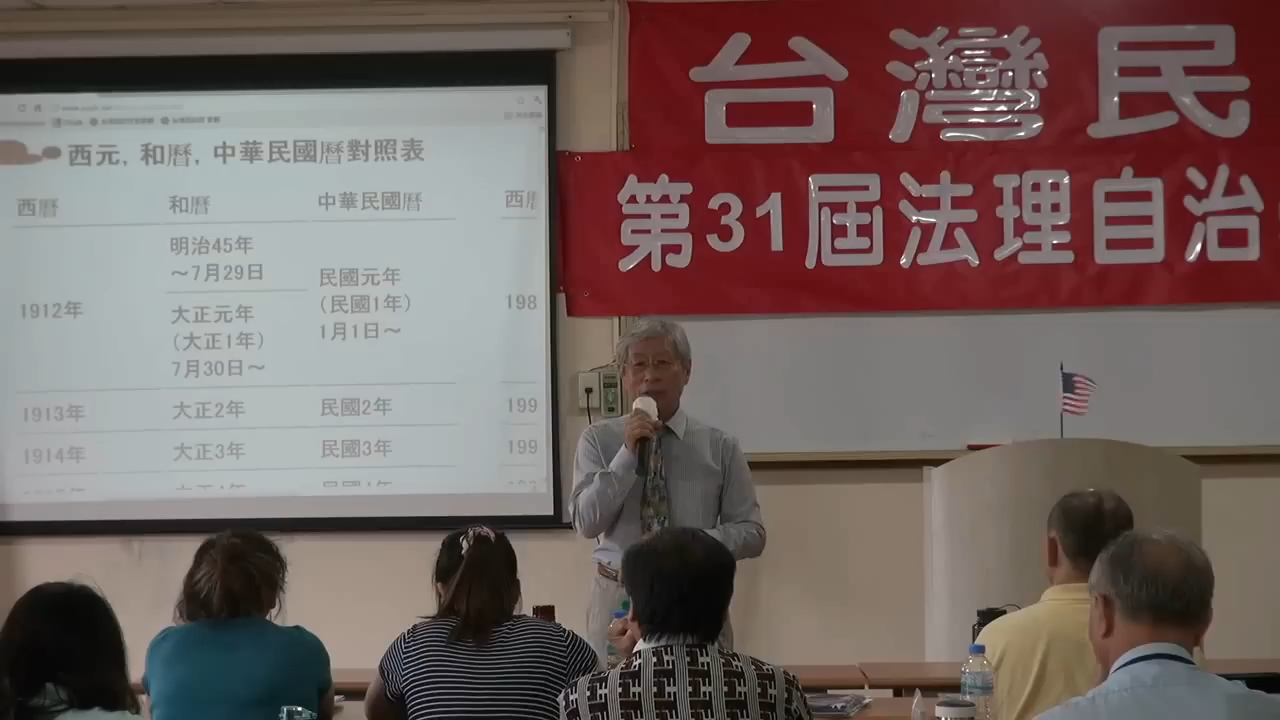 台灣民
第31屆法理自治
西元, 和曆, 中華民國曆對照表
西曆 和曆 中華民國曆 西曆
明治45年
～7月29日
1912年
大正元年
(大正1年)
7月30日～
民國元年
(民國1年)
1月1日～
198
1913年 大正2年 民國2年 199
1914年 大正3年 民國3年 199